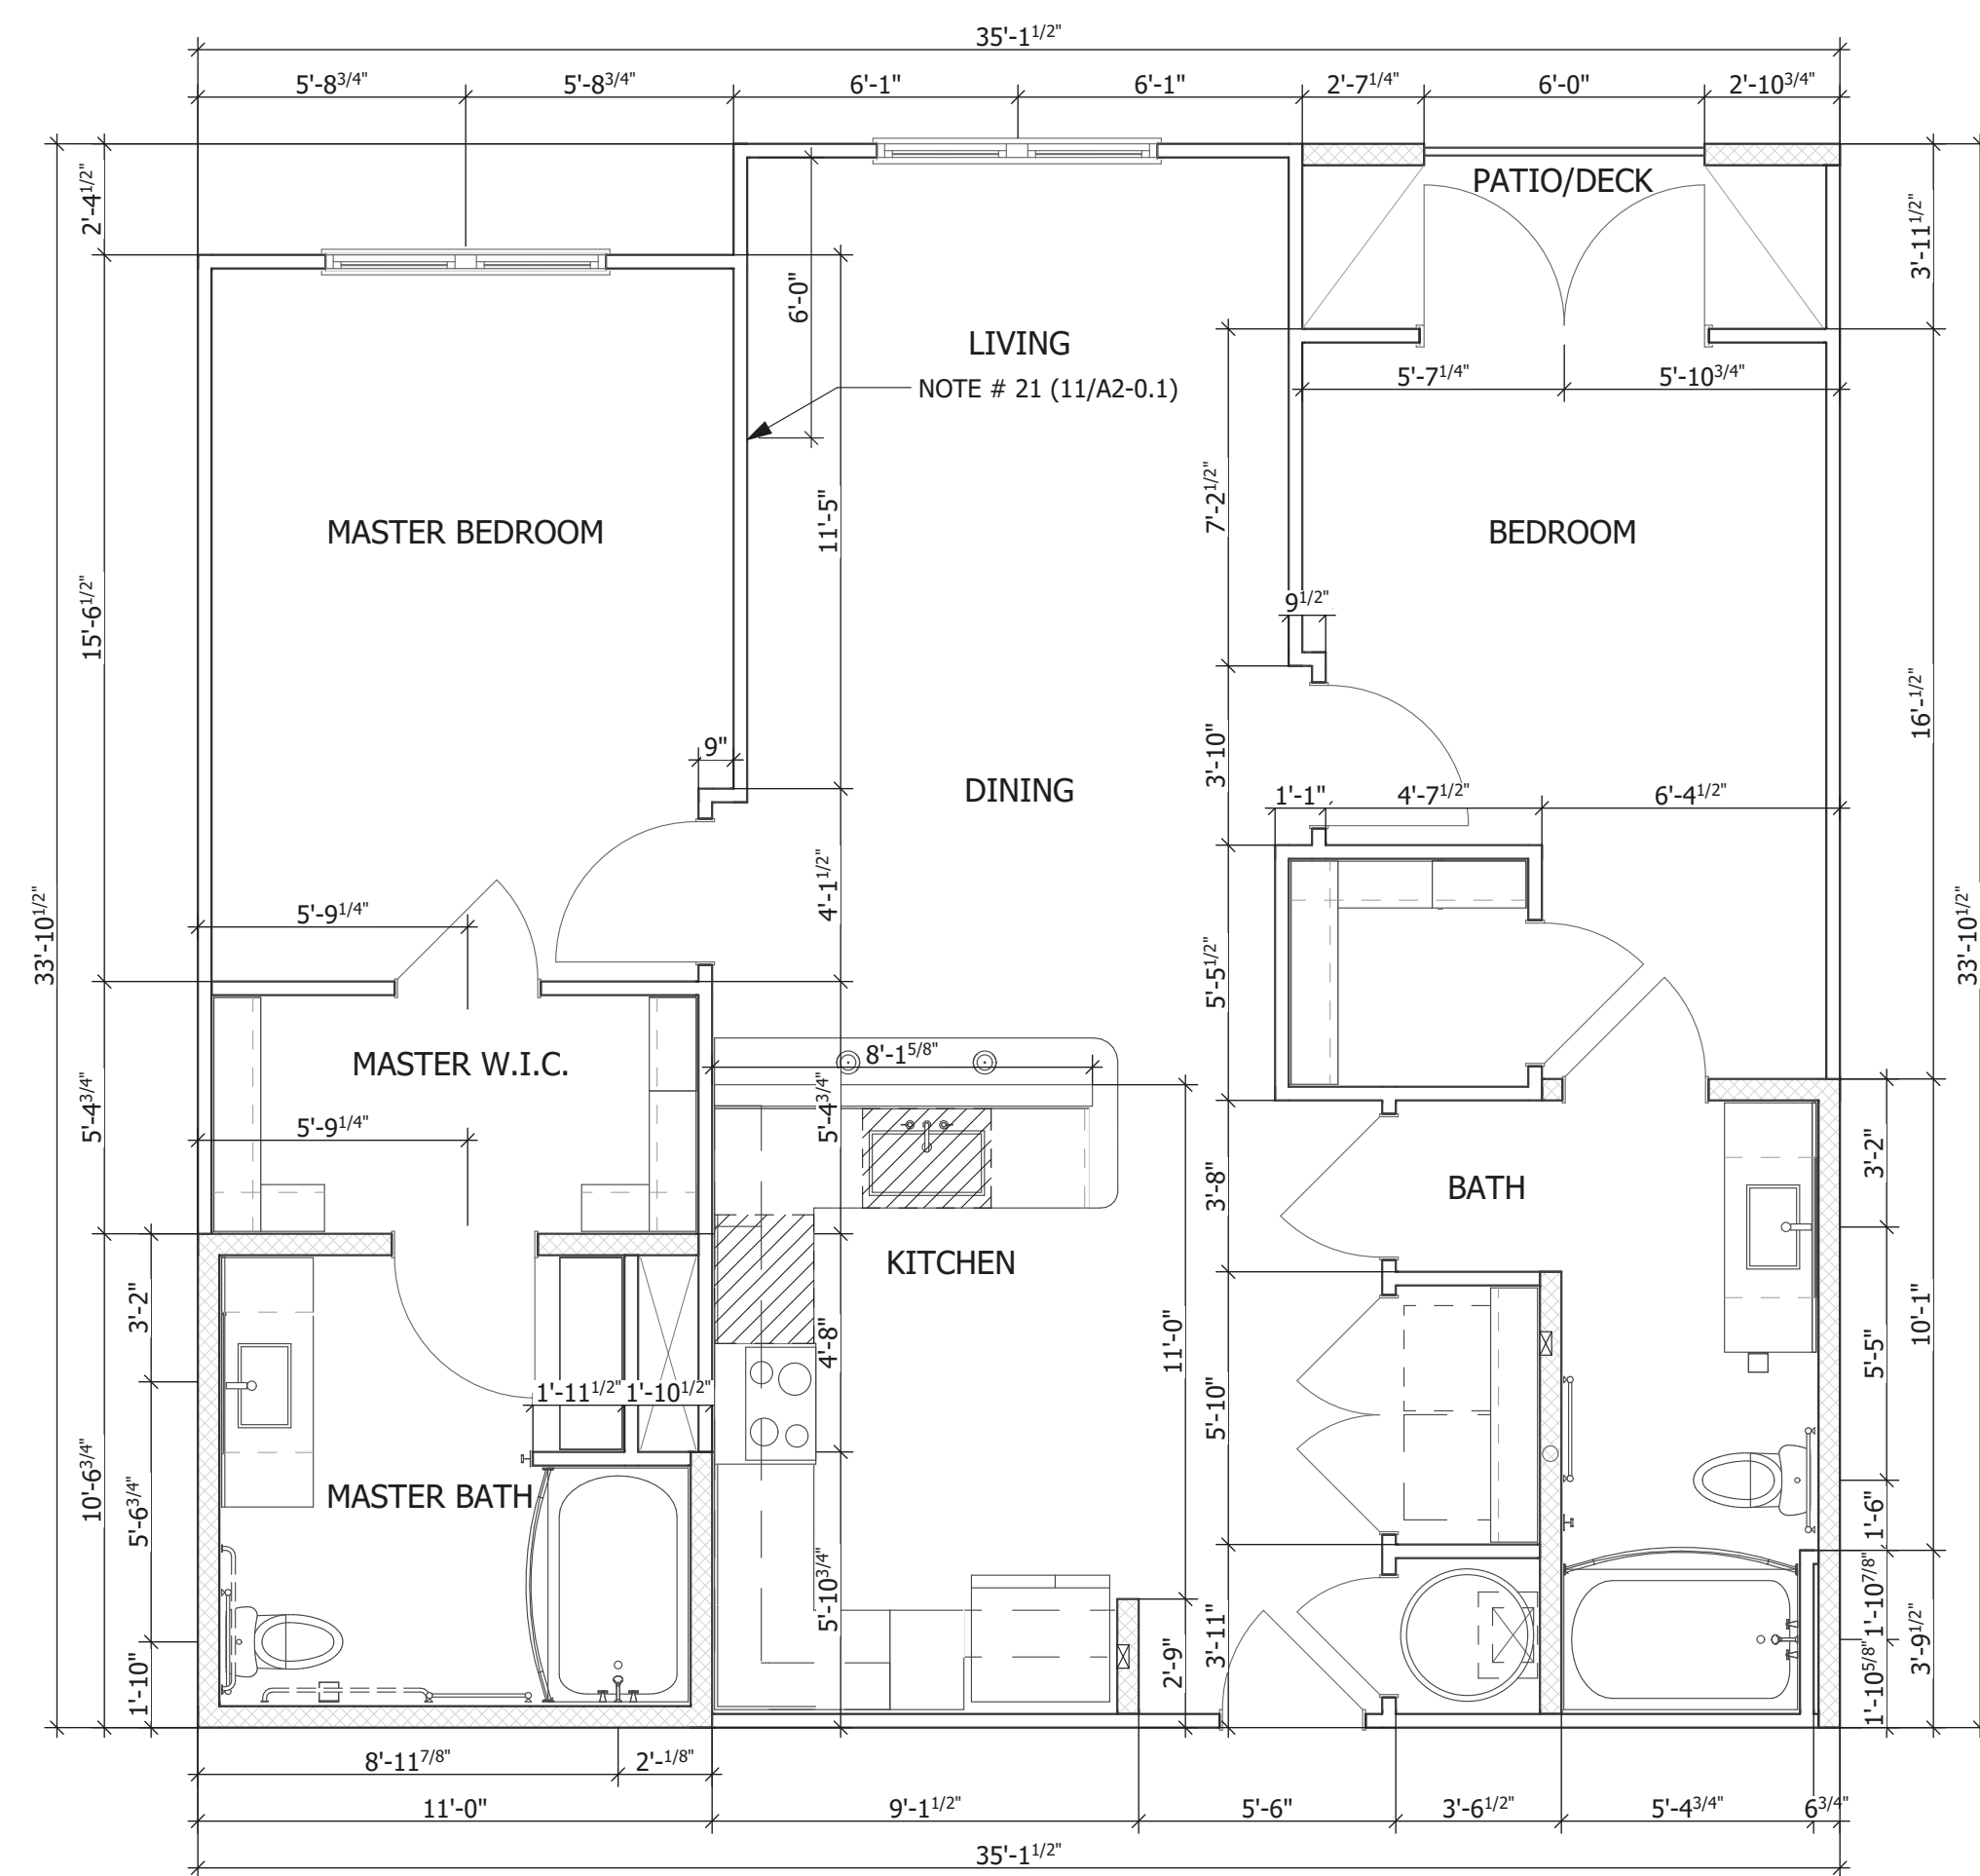 35'-1 1/2"
5'-8 3/4" 5'-8 3/4" 6'-1" 6'-1" 2'-7 1/4" 6'-0" 2'-10 3/4"
PATIO/DECK
2'-4 1/2"
3'-11 1/2"
6'-0"
LIVING
NOTE # 21 (11/A2-0.1)
5'-7 1/4" 5'-10 3/4"
7'-2 1/2"
11'-5"
MASTER BEDROOM
BEDROOM
9 1/2"
15'-6 1/2"
16'-1/2"
9"
3'-10"
DINING
1'-1" 4'-7 1/2" 6'-4 1/2"
4'-1 1/2"
5'-9 1/4"
33'-10 1/2"
33'-10 1/2"
5'-5 1/2"
MASTER W.I.C.
8'-1 5/8"
5'-4 3/4"
5'-9 1/4"
5'-4 3/4"
3'-2"
3'-8"
BATH
KITCHEN
3'-2"
4'-8"
11'-0"
10'-1"
5'-5"
1'-11 1/2" 1'-10 1/2"
5'-10"
10'-6 3/4"
MASTER BATH
5'-6 3/4"
1'-6"
5'-10 3/4"
1'-10 7/8"
3'-11"
3'-9 1/2"
2'-9"
1'-10"
1'-10 5/8"
8'-11 7/8" 2'-1/8"
11'-0" 9'-1 1/2" 5'-6" 3'-6 1/2" 5'-4 3/4" 6 3/4"
35'-1 1/2"